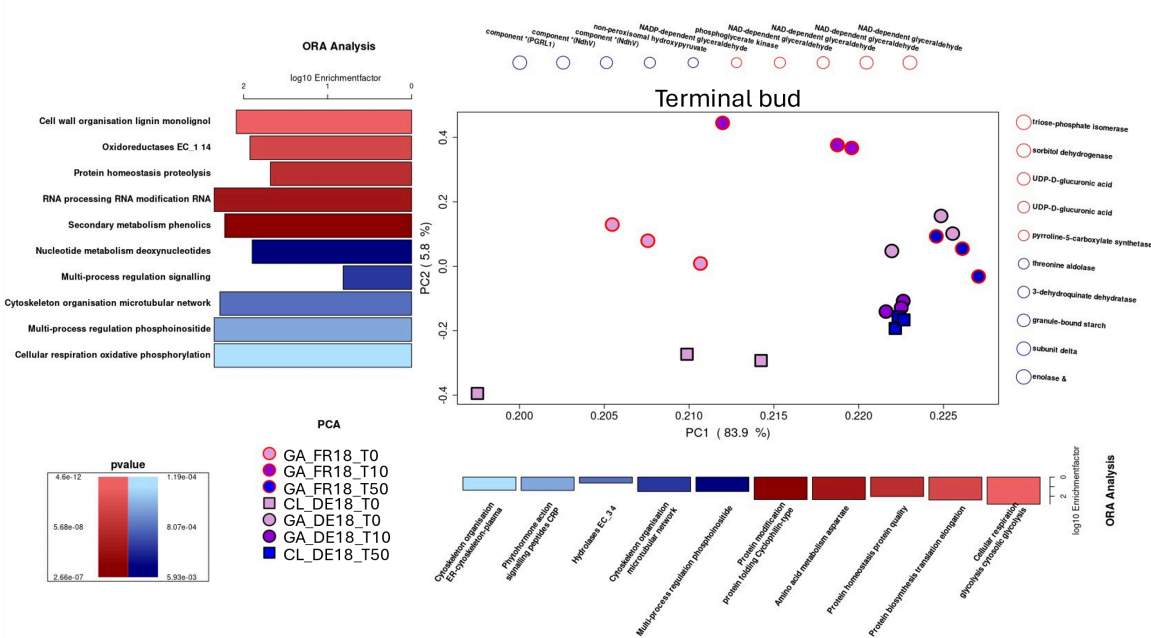 component *(PGRL1)
component *(NdhV)
component *(NdhV)
non-peroxisomal hydroxypyruvate
NADP-dependent glyceraldehyde
phosphoglycerate kinase
NAD-dependent glyceraldehyde
NAD-dependent glyceraldehyde
NAD-dependent glyceraldehyde
ORA Analysis
log10 Enrichmentfactor
2 1 0
Cell wall organisation lignin monolignol
Oxidoreductases EC_1 14
Protein homeostasis proteolysis
RNA processing RNA modification RNA
Secondary metabolism phenolics
Nucleotide metabolism deoxynucleotides
Multi-process regulation signalling
Cytoskeleton organisation microtubular network
Multi-process regulation phosphoinositide
Cellular respiration oxidative phosphorylation
Terminal bud
PC2 ( 5.8 %)
0.4
0.2
0.0
-0.2
-0.4
0.200 0.205 0.210 0.215 0.220 0.225
PC1 ( 83.9 %)
triose-phosphate isomerase
sorbitol dehydrogenase
UDP-D-glucuronic acid
UDP-D-glucuronic acid
pyrroline-5-carboxylate synthetase
threonine aldolase
3-dehydroquinate dehydratase
granule-bound starch
subunit delta
enolase &
PCA
GA_FR18_T0
GA_FR18_T10
GA_FR18_T50
CL_DE18_T0
GA_DE18_T0
GA_DE18_T10
CL_DE18_T50
pvalue
4.6e-12 1.19e-04
5.68e-08 8.07e-04
2.66e-07 5.93e-03
Cytoskeleton organisation
ER-cytoskeleton-plasma
Phytohormone action
signalling peptides CRP
Hydrolases EC_3 4
Cytoskeleton organisation
microtubular network
Multi-process regulation phosphoinositide
Protein modification
protein folding Cyclophilin-type
Amino acid metabolism aspartate
Protein homeostasis protein quality
Protein biosynthesis translation elongation
Cellular respiration
glycolysis cytosolic glycolysis
0
2
log10 Enrichmentfactor
ORA Analysis